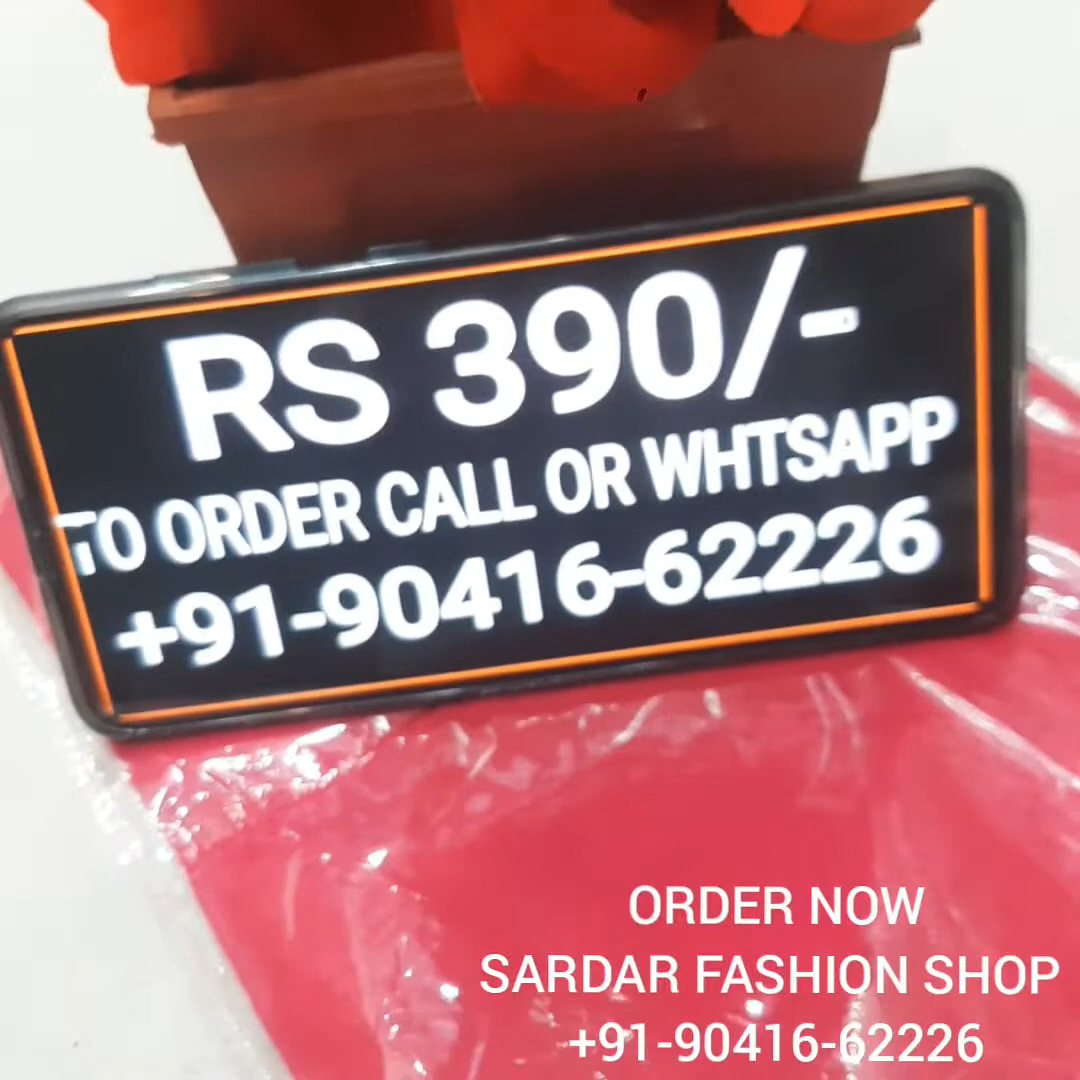 RS 390/-
TO ORDER CALL OR WHTSAPP
+91-90416-62226
ORDER NOW
SARDAR FASHION SHOP
+91-90416-62226